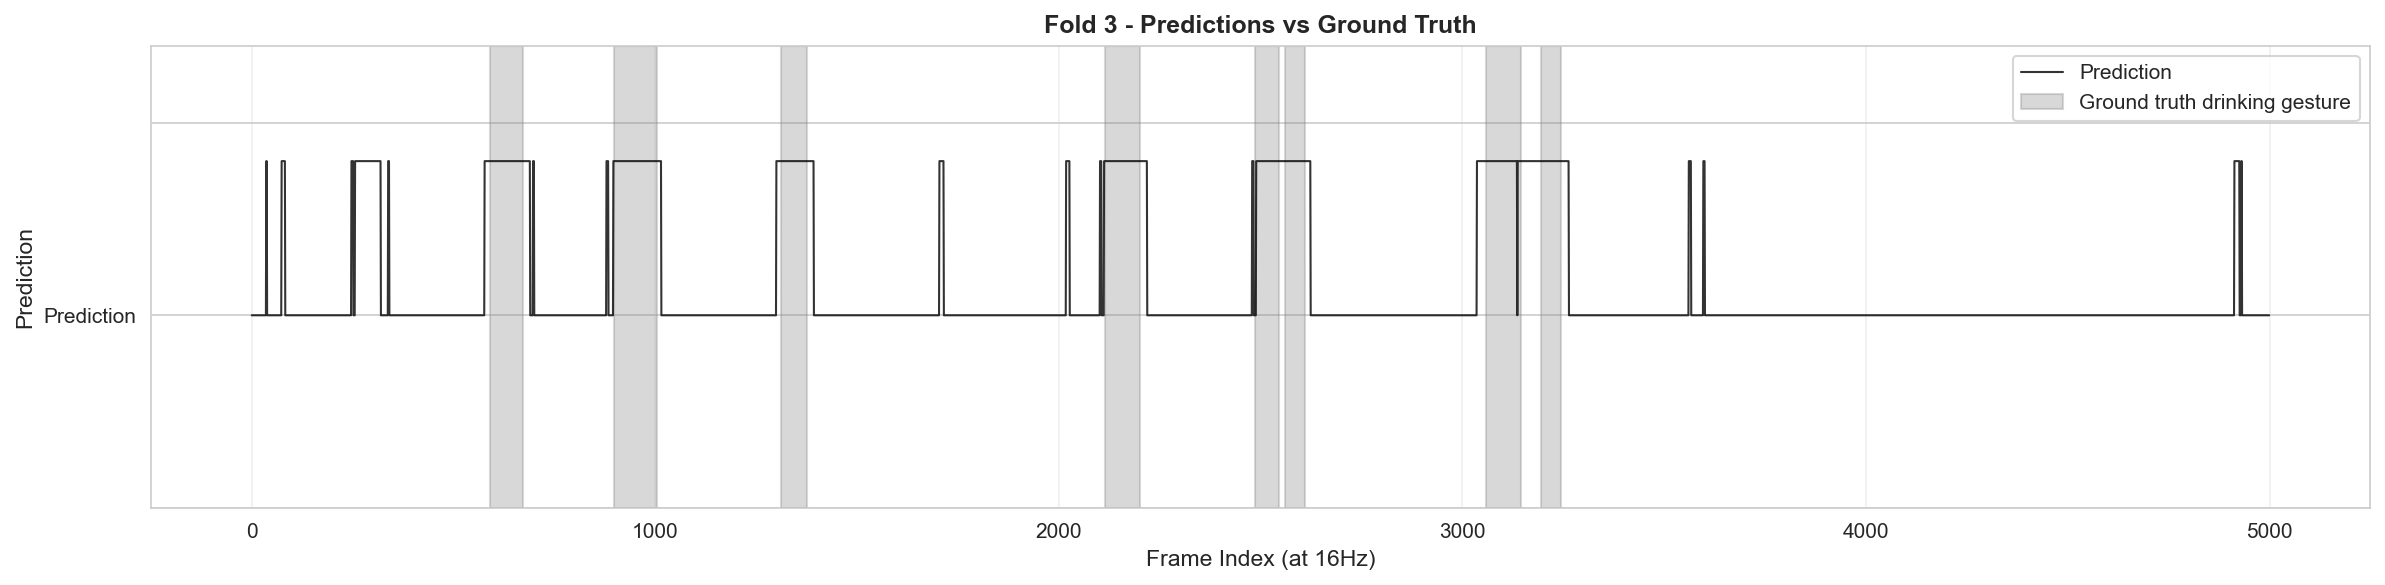 Fold 3 - Predictions vs Ground Truth
Prediction
Ground truth drinking gesture
Prediction
Prediction
0 1000 2000 3000 4000 5000
Frame Index (at 16Hz)